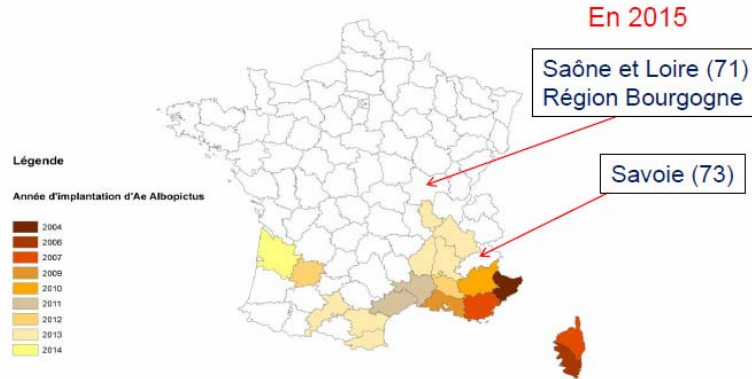 En 2015
Saône et Loire (71)
Région Bourgogne
Savoie (73)
Légende
Année d'implantation d'Ae Albopictus
2004
2006
2007
2009
2010
2011
2012
2013
2014